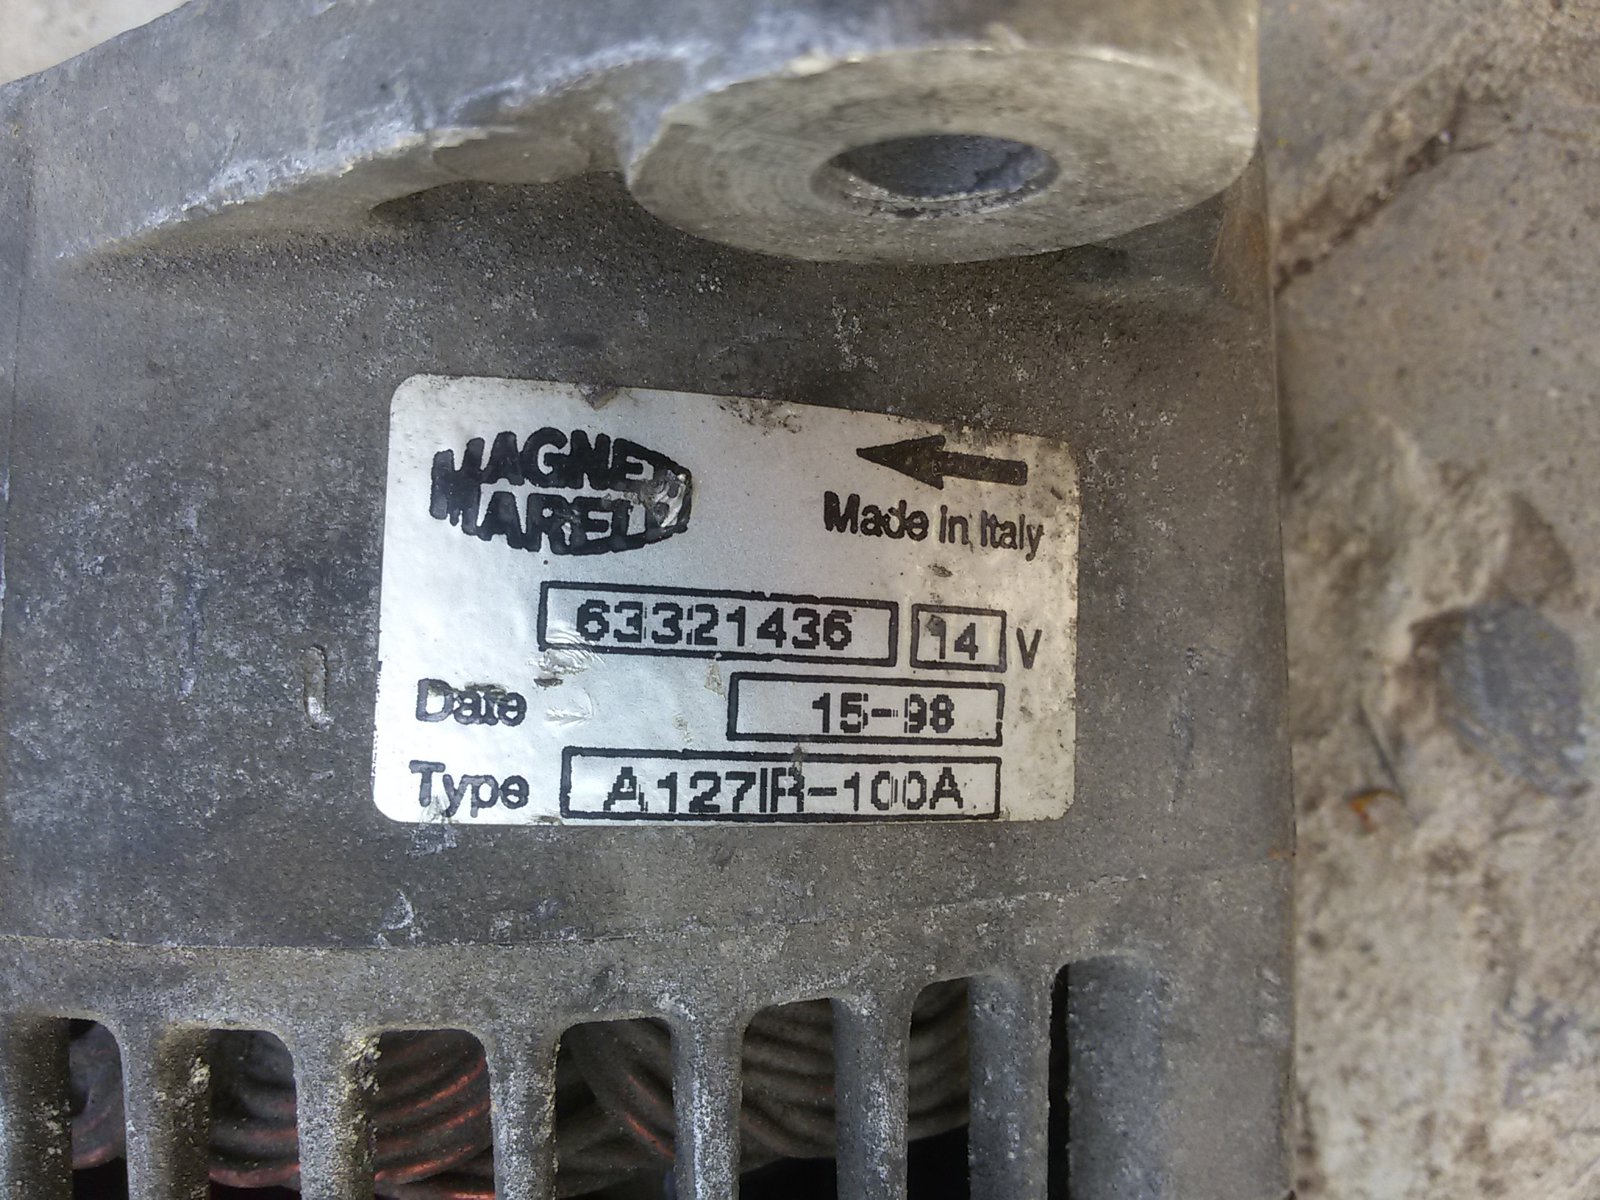 MAGNETI
MARELLI
Made in Italy
63321436 14 V
Date 15-98
Type A127IR-100A